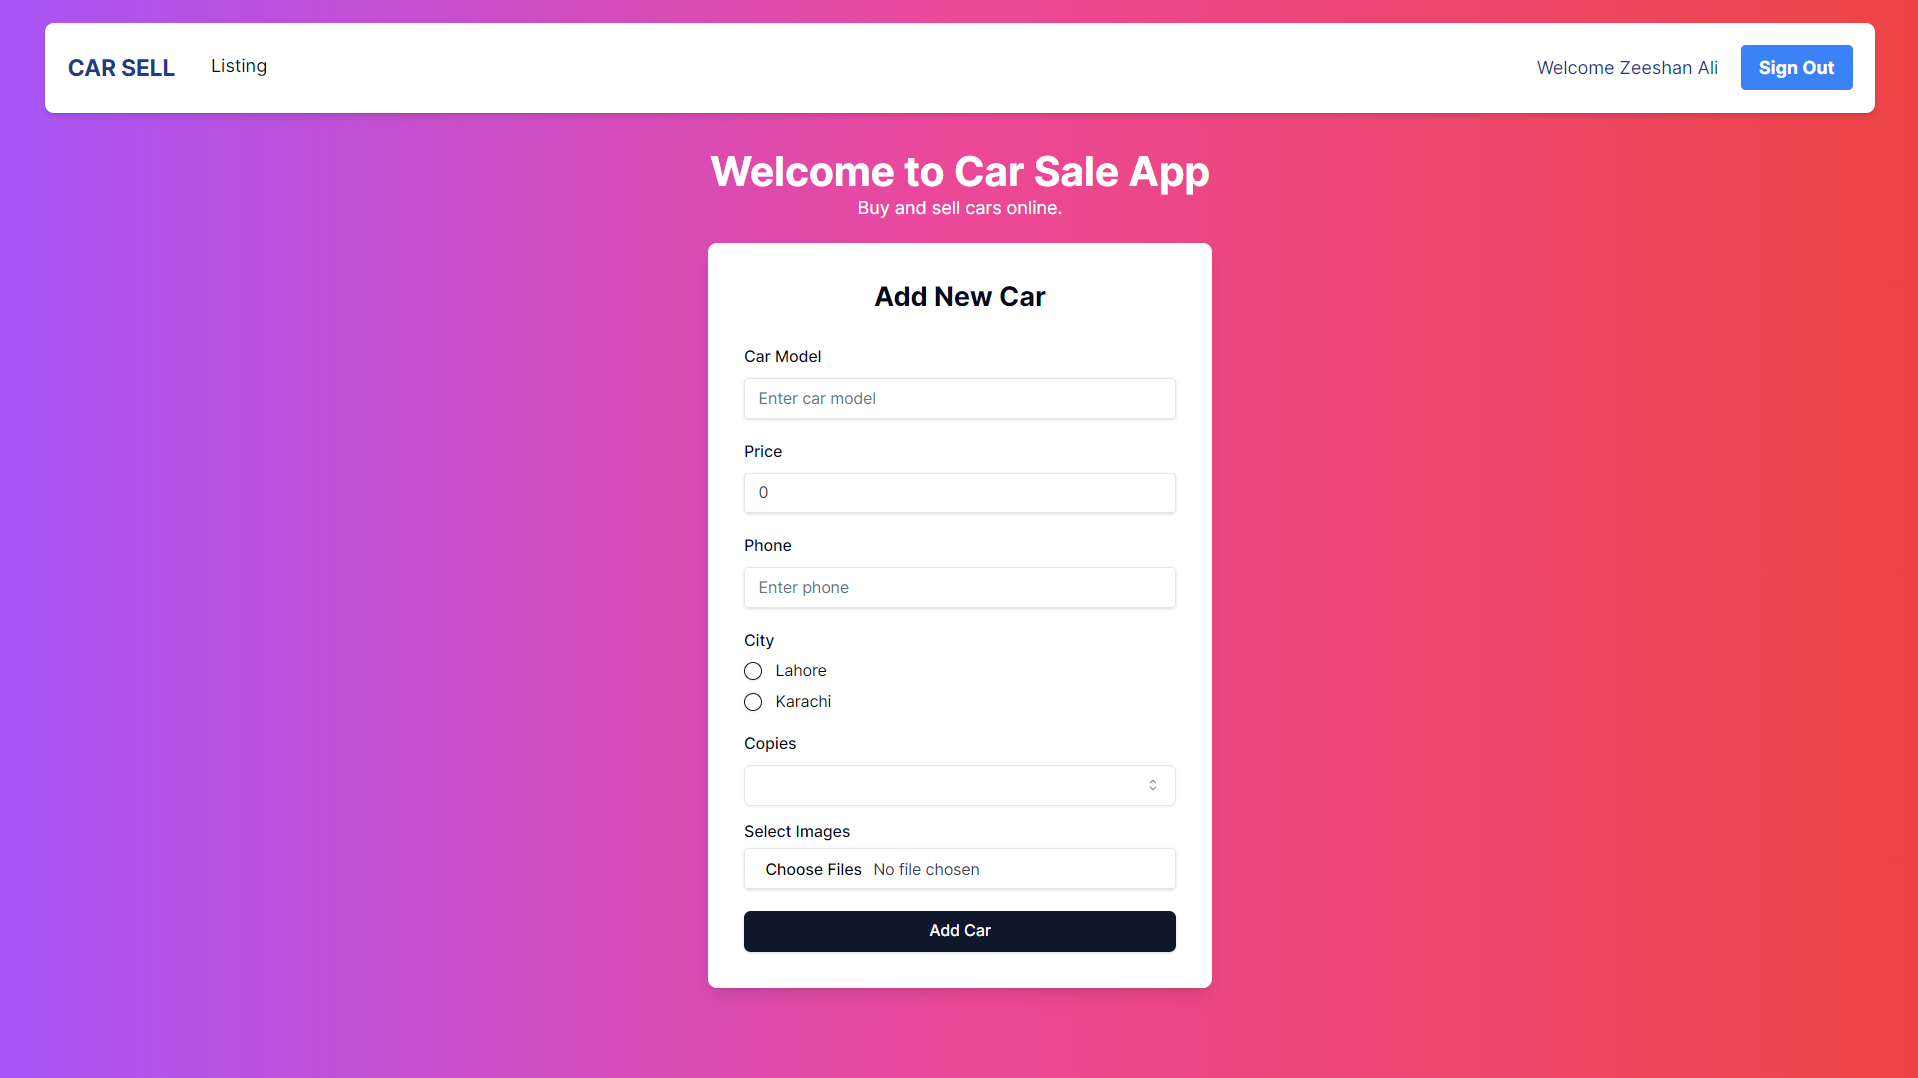 CAR SELL
Listing
Welcome Zeeshan Ali
Sign Out
Welcome to Car Sale App
Buy and sell cars online.
Add New Car
Car Model
Enter car model
Price
0
Phone
Enter phone
City
Lahore
Karachi
Copies
Select Images
Choose Files No file chosen
Add Car